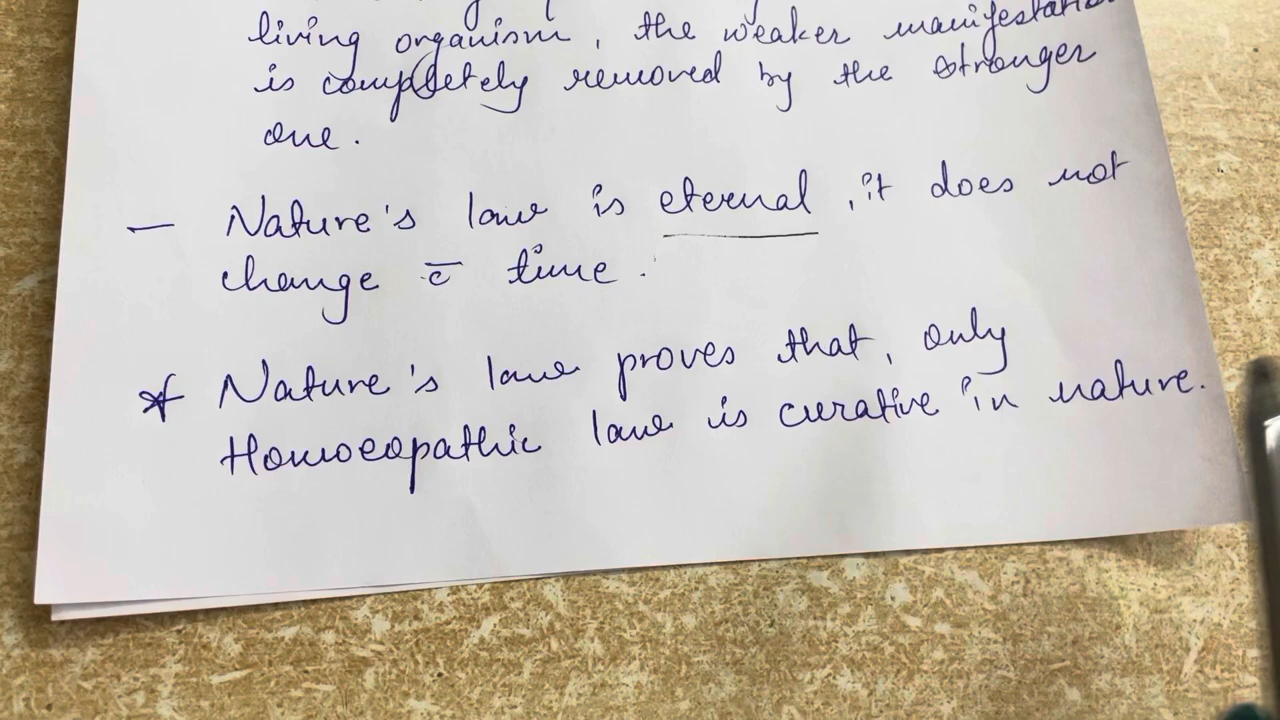 living organism, the weaker manifestation
is completely removed by the stronger
one.
— Nature's law is eternal, it does not
change c̄ time.
* Nature's law proves that, only
Homoeopathic law is curative in nature.